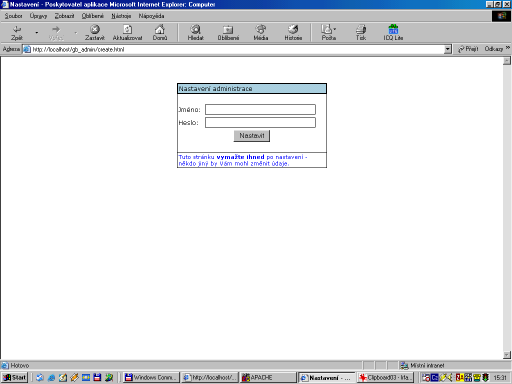 Nastavení - Poskytovatel aplikace Microsoft Internet Explorer: Computer
Soubor Úpravy Zobrazit Oblíbené Nástroje Nápověda
Zpět Vpřed Zastavit Aktualizovat Domů Hledat Oblíbené Média Historie Pošta Tisk ICQ Lite
Adresa http://localhost/gb_admin/create.html Přejít Odkazy »
Nastavení administrace
Jméno:
Heslo:
Nastavit
Tuto stránku vymažte ihned po nastavení -
někdo jiný by Vám mohl změnit údaje.
Hotovo Místní intranet
Start Windows Comm... http://localhost/... APACHE Nastavení - ... Clipboard03 - Irfa... 15:31